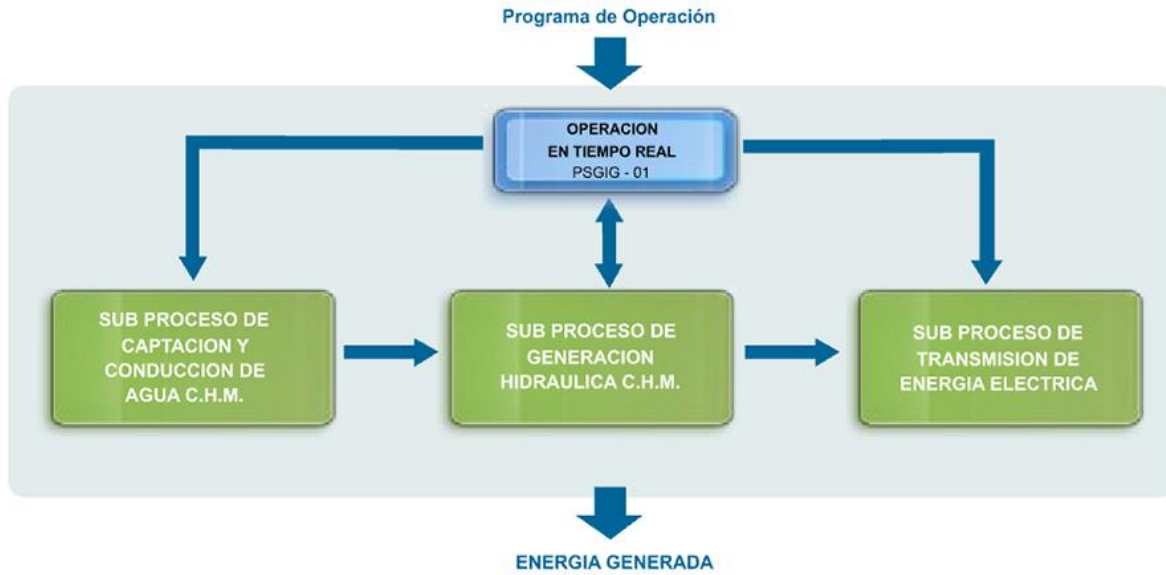 Programa de Operación
OPERACION
EN TIEMPO REAL
PSGIG - 01
SUB PROCESO DE
CAPTACION Y
CONDUCCION DE
AGUA C.H.M.
SUB PROCESO DE
GENERACION
HIDRAULICA C.H.M.
SUB PROCESO DE
TRANSMISION DE
ENERGIA ELECTRICA
ENERGIA GENERADA